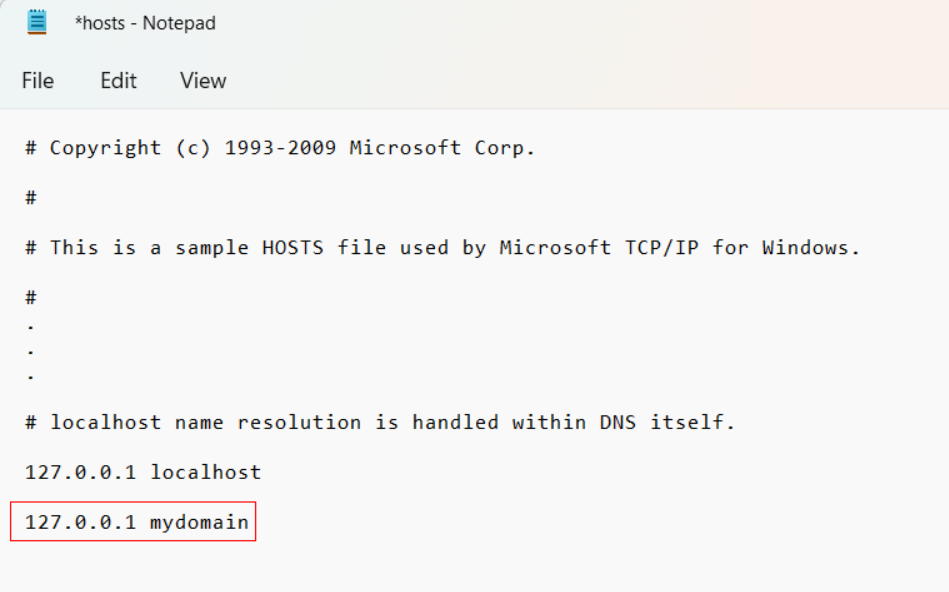 *hosts - Notepad
File Edit View
# Copyright (c) 1993-2009 Microsoft Corp.
#
# This is a sample HOSTS file used by Microsoft TCP/IP for Windows.
#
.
.
.
# localhost name resolution is handled within DNS itself.
127.0.0.1 localhost
127.0.0.1 mydomain